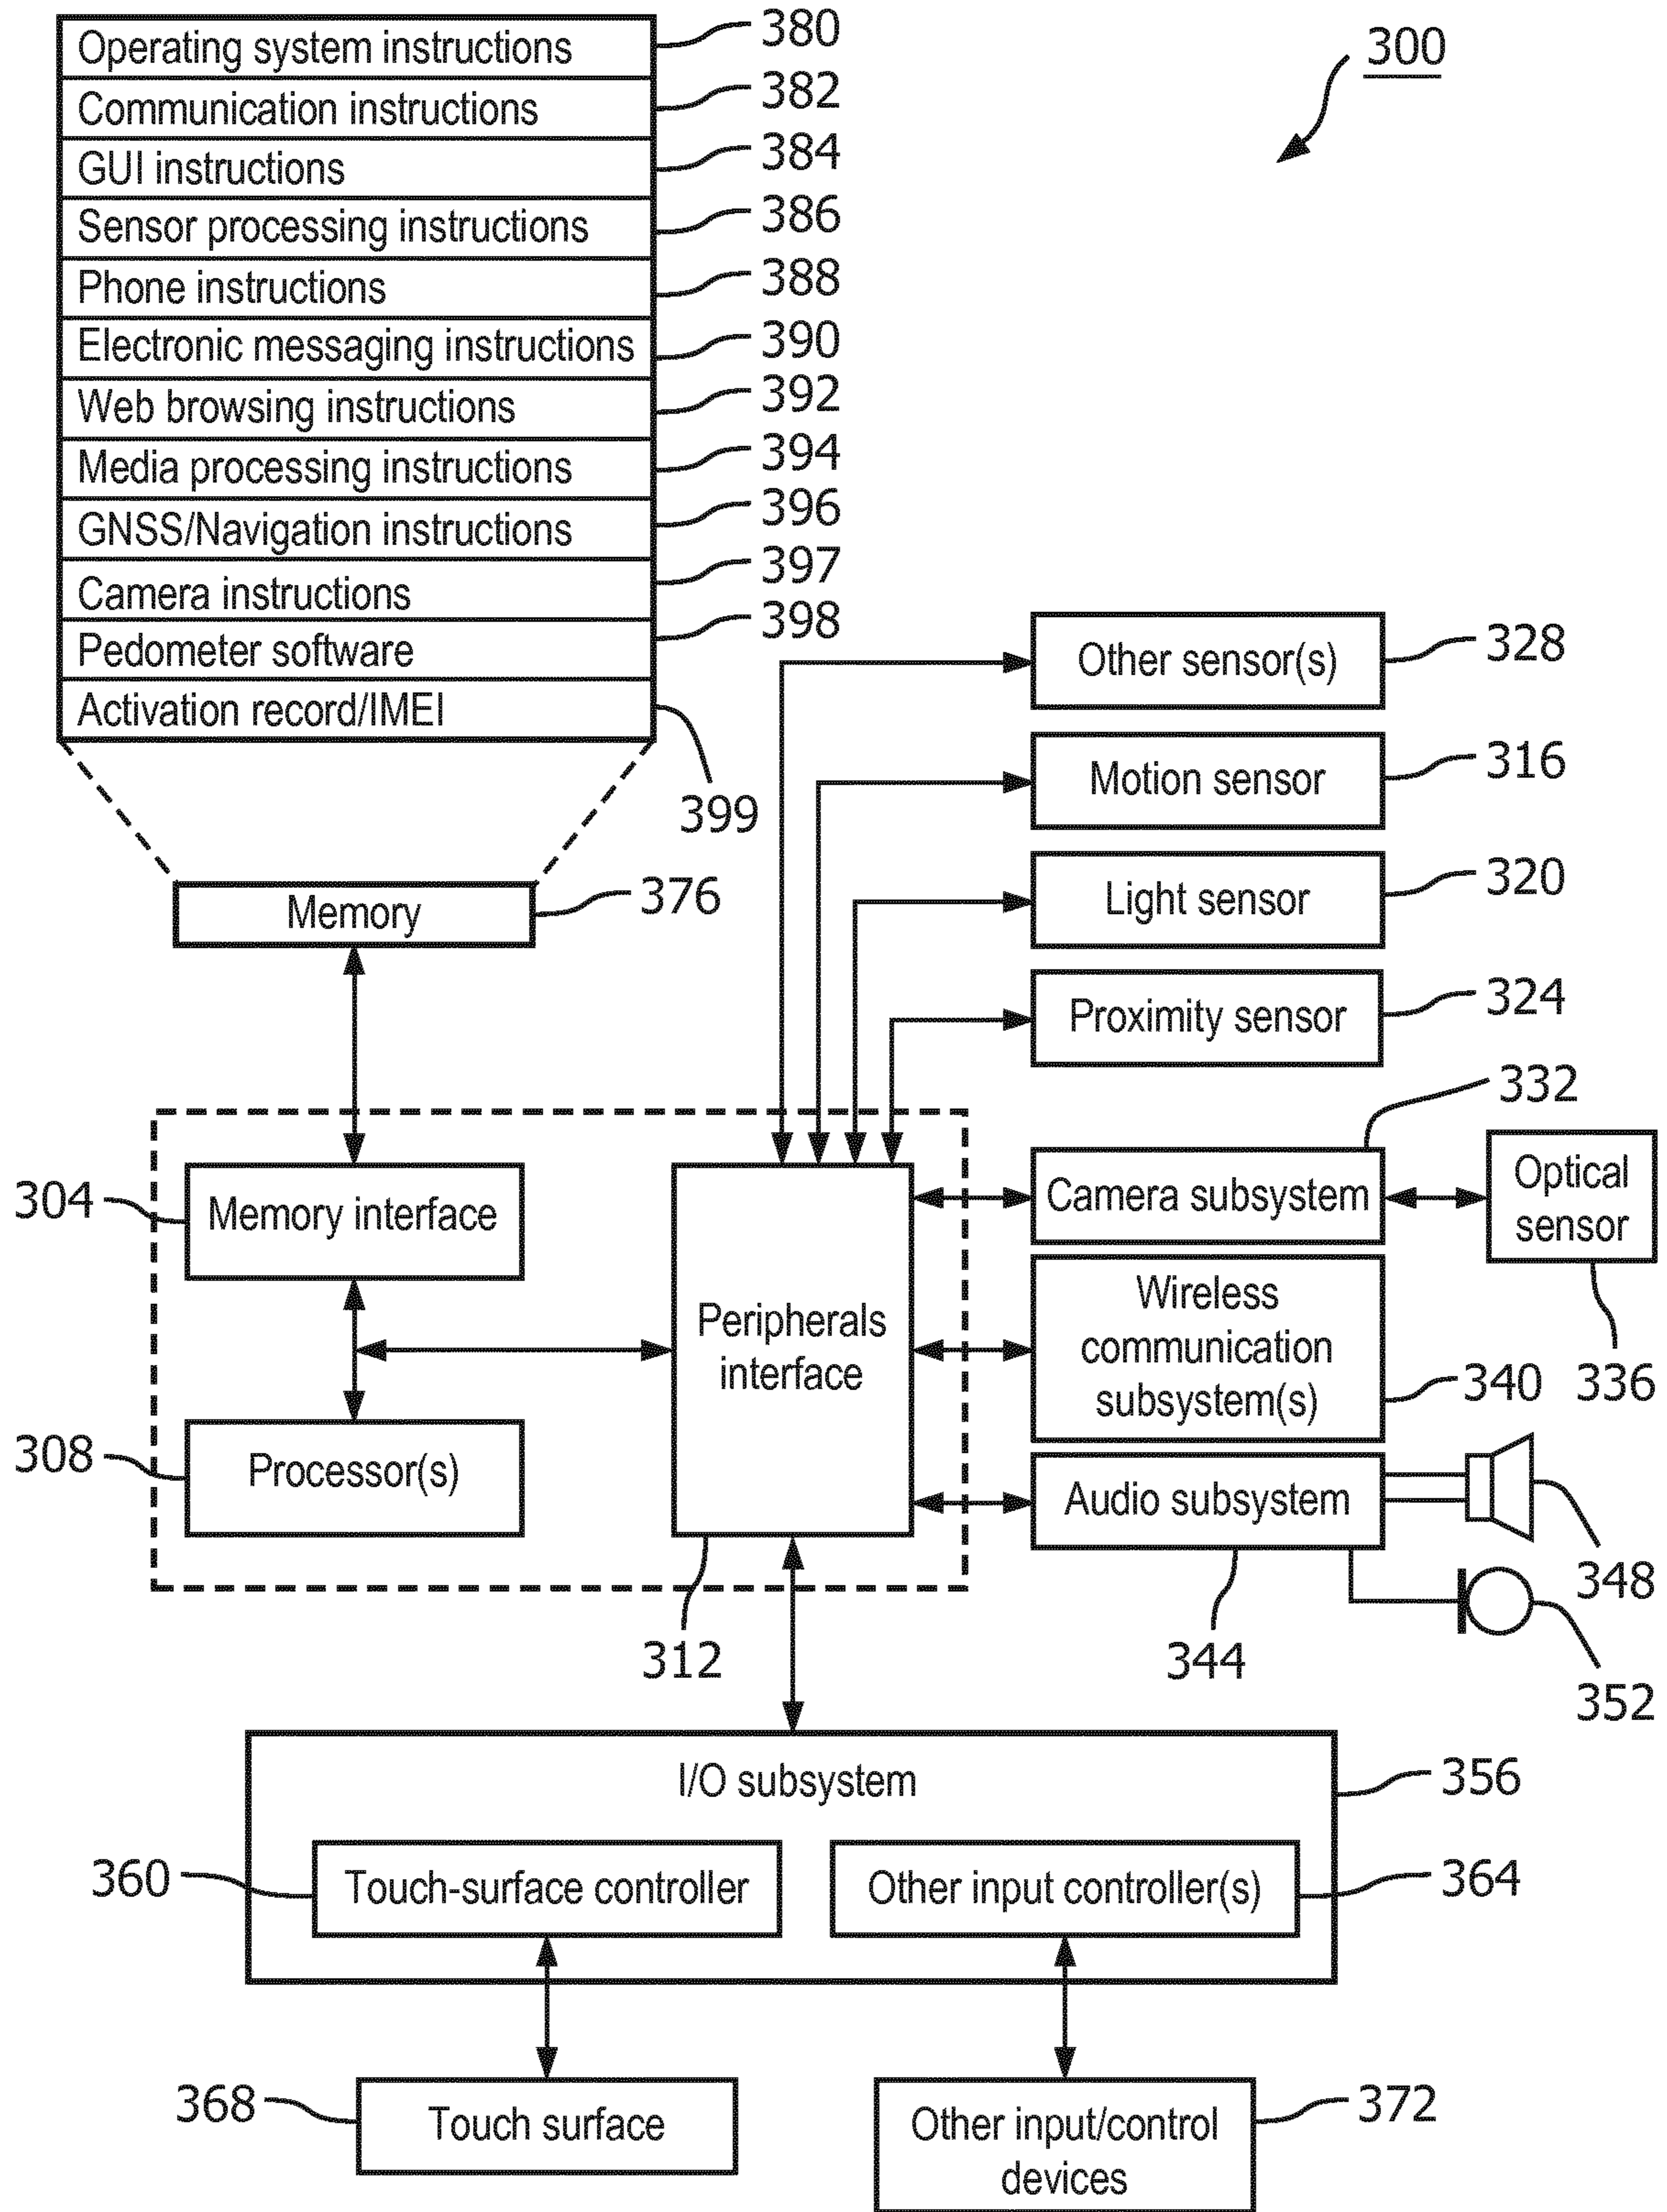 Operating system instructions 380
Communication instructions 382
GUI instructions 384
Sensor processing instructions 386
Phone instructions 388
Electronic messaging instructions 390
Web browsing instructions 392
Media processing instructions 394
GNSS/Navigation instructions 396
Camera instructions 397
Pedometer software 398
Activation record/IMEI
399
300
Memory 376
Other sensor(s) 328
Motion sensor 316
Light sensor 320
Proximity sensor 324
332
304 Memory interface
Camera subsystem
Optical
sensor
336
Peripherals
interface
312
Wireless
communication
subsystem(s)
340
308 Processor(s)
Audio subsystem
344
348
352
I/O subsystem 356
360 Touch-surface controller
Other input controller(s) 364
368 Touch surface
Other input/control
devices
372